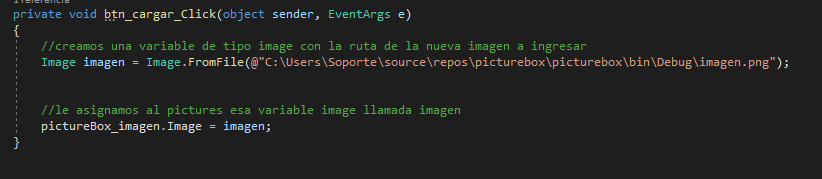 1 referencia
private void btn_cargar_Click(object sender, EventArgs e)
{
//creamos una variable de tipo image con la ruta de la nueva imagen a ingresar
Image imagen = Image.FromFile(@"C:\Users\Soporte\source\repos\picturebox\picturebox\bin\Debug\imagen.png");
//le asignamos al pictures esa variable image llamada imagen
pictureBox_imagen.Image = imagen;
}